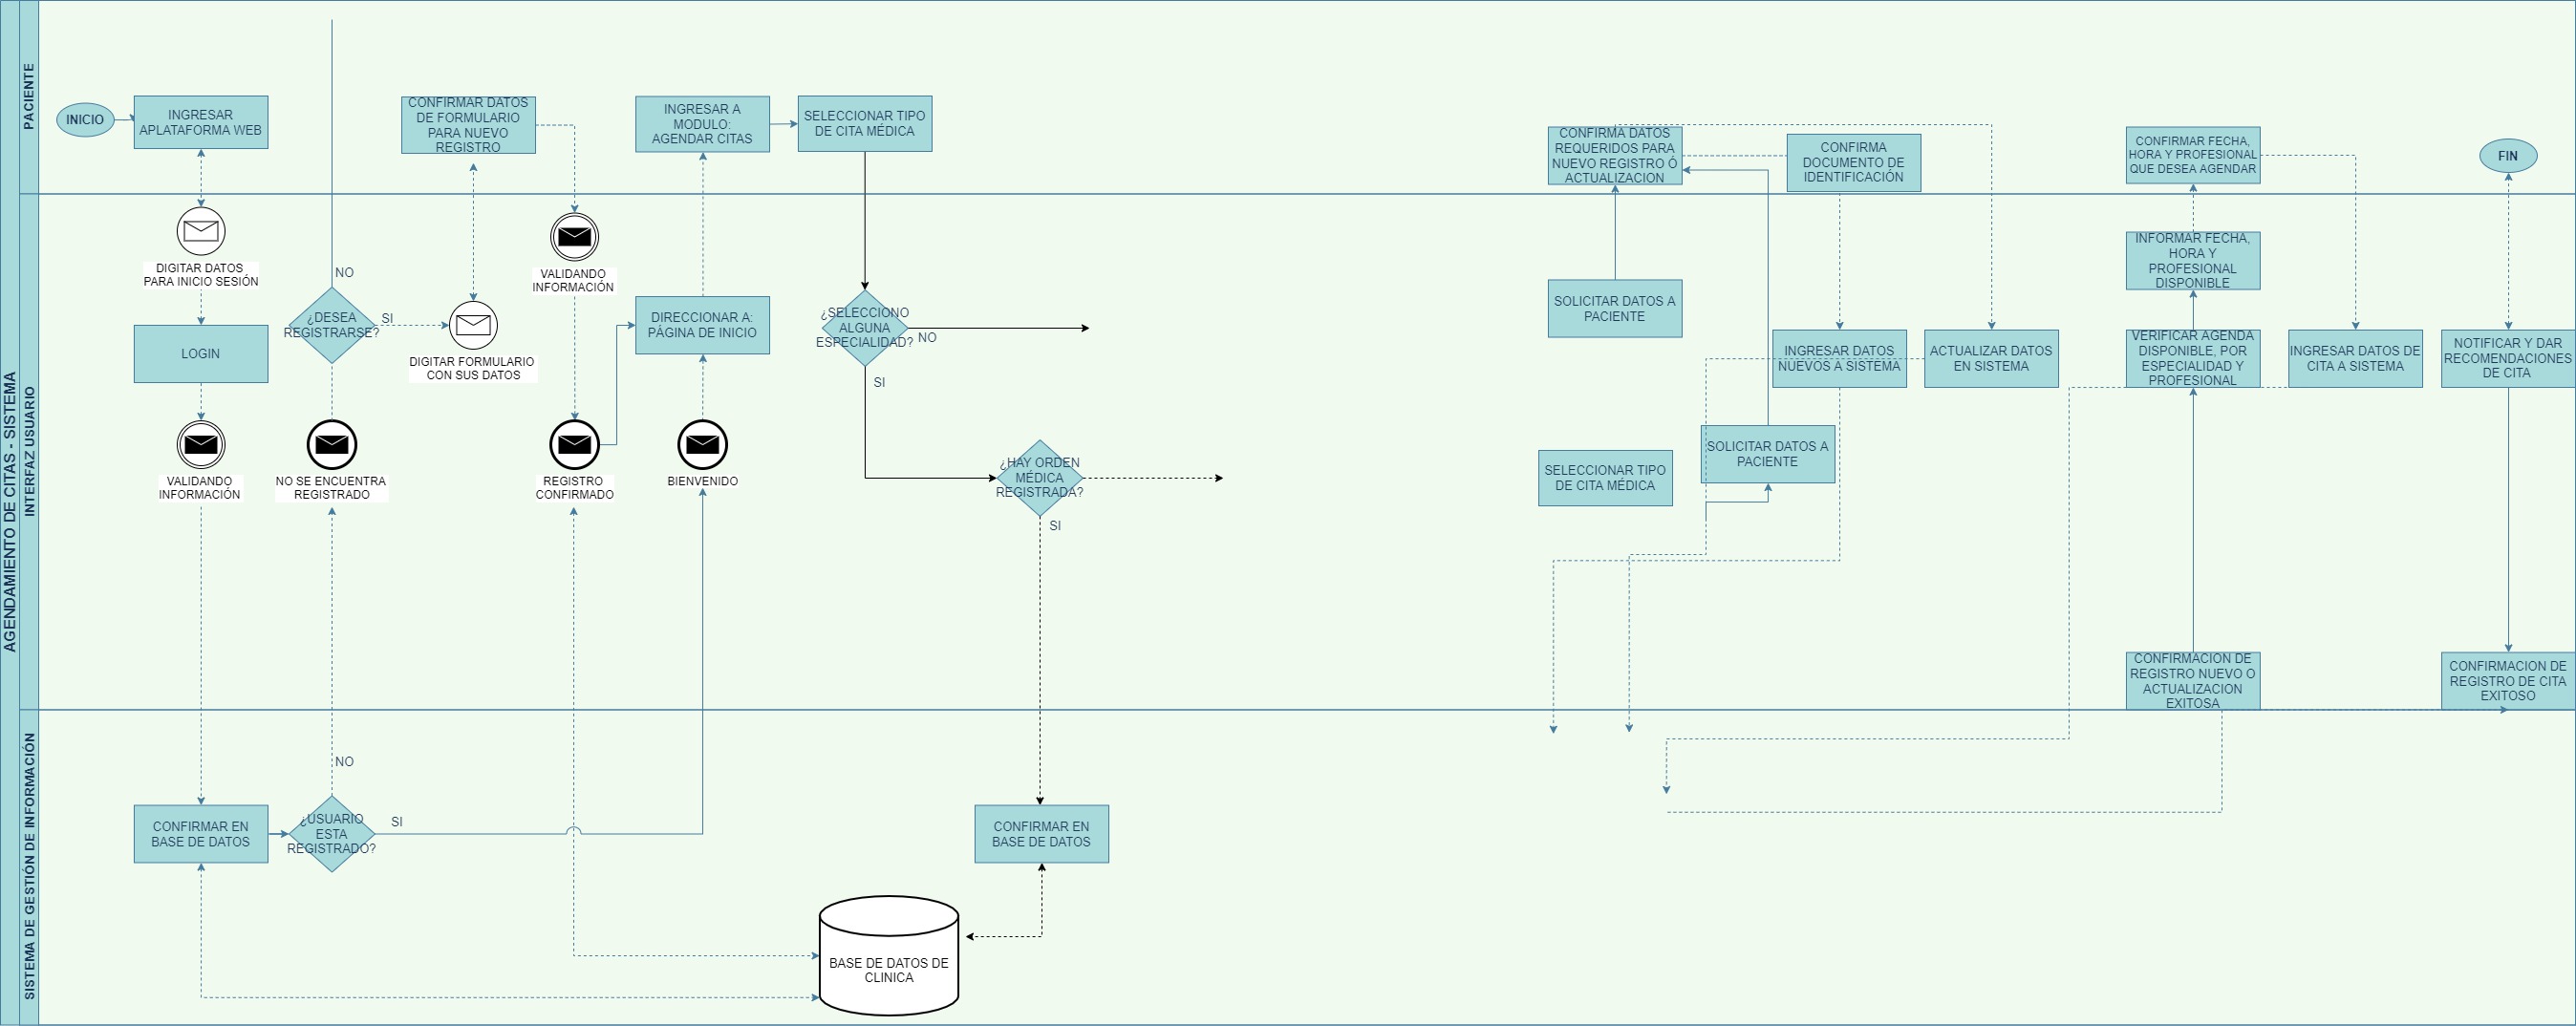 AGENDAMIENTO DE CITAS - SISTEMA
PACIENTE
INICIO
INGRESAR
APLATAFORMA WEB
CONFIRMAR DATOS
DE FORMULARIO
PARA NUEVO
REGISTRO
INGRESAR A
MODULO:
AGENDAR CITAS
SELECCIONAR TIPO
DE CITA MÉDICA
CONFIRMA DATOS
REQUERIDOS PARA
NUEVO REGISTRO Ó
ACTUALIZACION
CONFIRMA
DOCUMENTO DE
IDENTIFICACIÓN
CONFIRMAR FECHA,
HORA Y PROFESIONAL
QUE DESEA AGENDAR
FIN
INTERFAZ USUARIO
DIGITAR DATOS
PARA INICIO SESIÓN
LOGIN
VALIDANDO
INFORMACIÓN
NO
¿DESEA
REGISTRARSE?
SI
NO SE ENCUENTRA
REGISTRADO
DIGITAR FORMULARIO
CON SUS DATOS
VALIDANDO
INFORMACIÓN
REGISTRO
CONFIRMADO
DIRECCIONAR A:
PÁGINA DE INICIO
BIENVENIDO
¿SELECCIONO
ALGUNA
ESPECIALIDAD?
NO
SI
¿HAY ORDEN
MÉDICA
REGISTRADA?
SI
SOLICITAR DATOS A
PACIENTE
SELECCIONAR TIPO
DE CITA MÉDICA
SOLICITAR DATOS A
PACIENTE
INGRESAR DATOS
NUEVOS A SISTEMA
ACTUALIZAR DATOS
EN SISTEMA
INFORMAR FECHA,
HORA Y
PROFESIONAL
DISPONIBLE
VERIFICAR AGENDA
DISPONIBLE, POR
ESPECIALIDAD Y
PROFESIONAL
INGRESAR DATOS DE
CITA A SISTEMA
NOTIFICAR Y DAR
RECOMENDACIONES
DE CITA
CONFIRMACION DE
REGISTRO NUEVO O
ACTUALIZACION
EXITOSA
CONFIRMACION DE
REGISTRO DE CITA
EXITOSO
SISTEMA DE GESTIÓN DE INFORMACIÓN
CONFIRMAR EN
BASE DE DATOS
NO
¿USUARIO
ESTA
REGISTRADO?
SI
CONFIRMAR EN
BASE DE DATOS
BASE DE DATOS DE
CLINICA